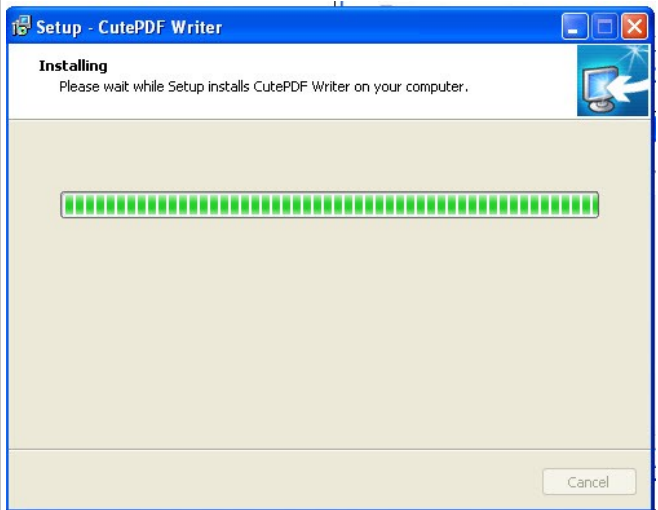 Setup - CutePDF Writer
Installing
Please wait while Setup installs CutePDF Writer on your computer.
Cancel